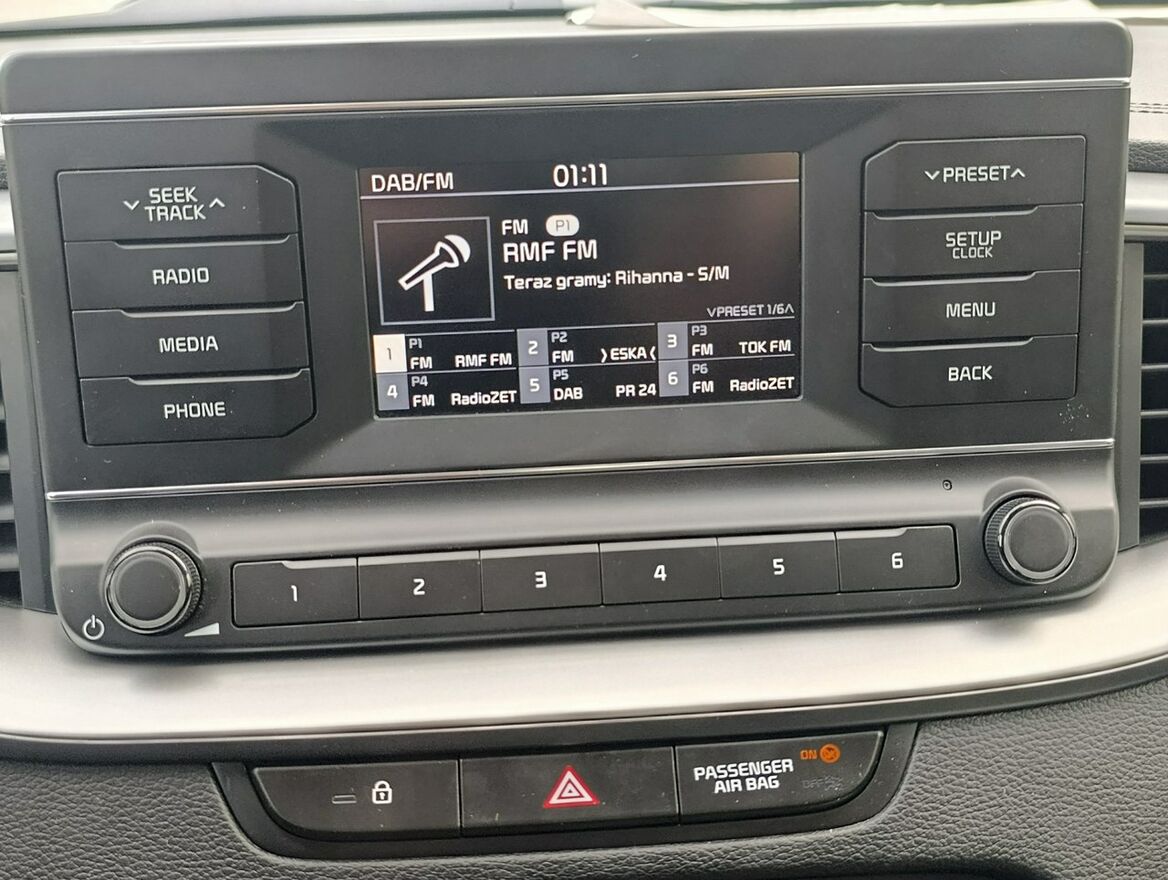 SEEK
TRACK
RADIO
MEDIA
PHONE
DAB/FM 01:11
FM P1
RMF FM
Teraz gramy: Rihanna - S/M
PRESET 1/6
1 P1 FM RMF FM
2 P2 FM ESKA
3 P3 FM TOK FM
4 P4 FM RadioZET
5 P5 DAB PR 24
6 P6 FM RadioZET
PRESET
SETUP
CLOCK
MENU
BACK
1 2 3 4 5 6
PASSENGER
AIR BAG
ON